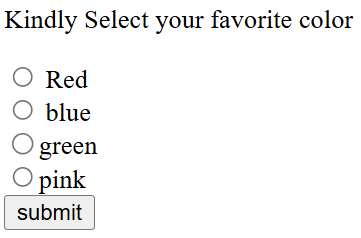 Kindly Select your favorite color
Red
blue
green
pink
submit